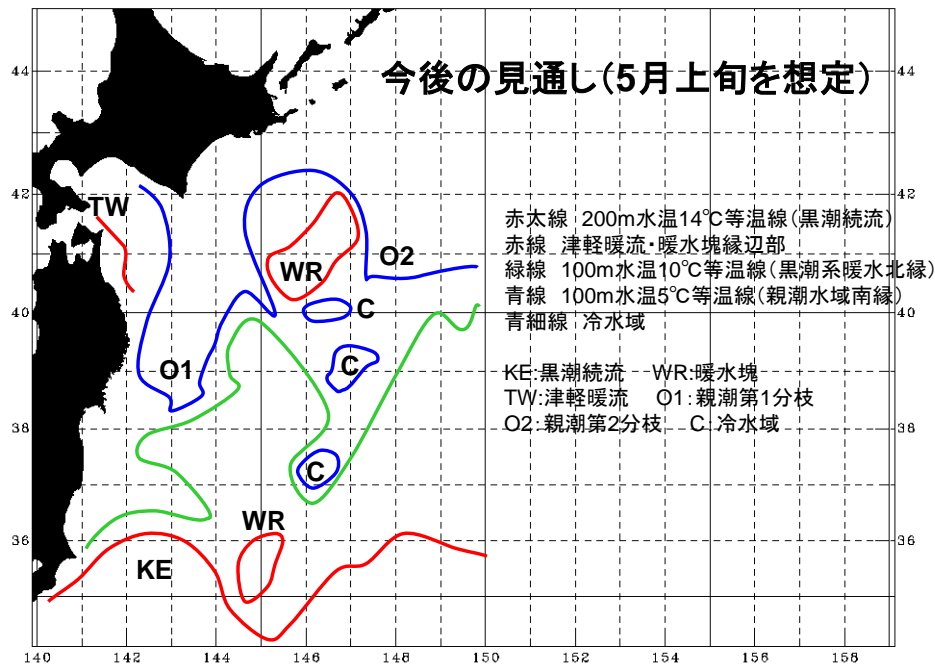 今後の見通し(5月上旬を想定)
44
44
42
42
40
40
38
38
36
36
TW
WR
O2
C
O1
C
C
WR
KE
赤太線 200m水温14℃等温線(黒潮続流)
赤線 津軽暖流・暖水塊縁辺部
緑線 100m水温10℃等温線(黒潮系暖水北縁)
青線 100m水温5℃等温線(親潮水域南縁)
青細線 冷水域
KE:黒潮続流 WR:暖水塊
TW:津軽暖流 O1:親潮第1分枝
O2:親潮第2分枝 C:冷水域
140 142 144 146 148 150 152 154 156 158